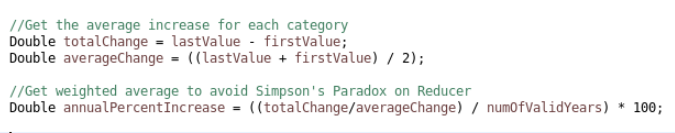 //Get the average increase for each category
Double totalChange = lastValue - firstValue;
Double averageChange = ((lastValue + firstValue) / 2);
//Get weighted average to avoid Simpson's Paradox on Reducer
Double annualPercentIncrease = ((totalChange/averageChange) / numOfValidYears) * 100;